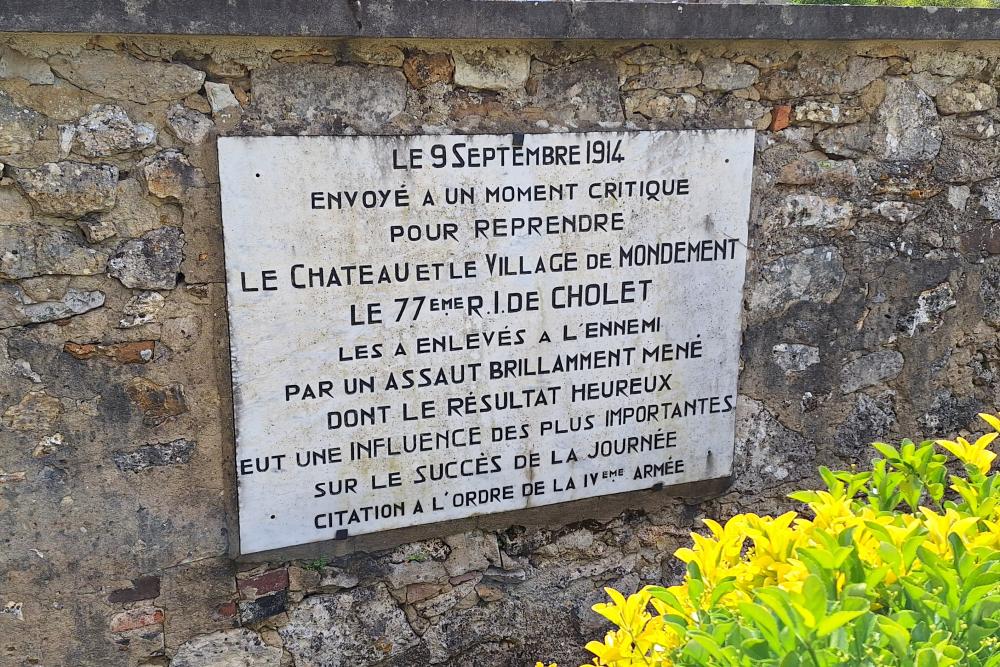 LE 9 SEPTEMBRE 1914
ENVOYÉ A UN MOMENT CRITIQUE
POUR REPRENDRE
LE CHATEAU ET LE VILLAGE DE MONDEMENT
LE 77EME R.I. DE CHOLET
LES A ENLEVÉS A L'ENNEMI
PAR UN ASSAUT BRILLAMMENT MENÉ
DONT LE RÉSULTAT HEUREUX
EUT UNE INFLUENCE DES PLUS IMPORTANTES
SUR LE SUCCÈS DE LA JOURNÉE
CITATION A L'ORDRE DE LA IVEME ARMÉE